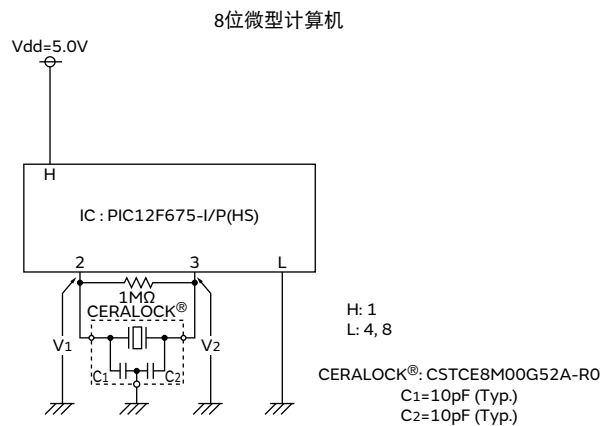 8位微型计算机
Vdd=5.0V
H
IC : PIC12F675-I/P(HS)
2
3
L
1MΩ
CERALOCK®
V1
V2
C1
C2
H: 1
L: 4, 8
CERALOCK®: CSTCE8M00G52A-R0
C1=10pF (Typ.)
C2=10pF (Typ.)